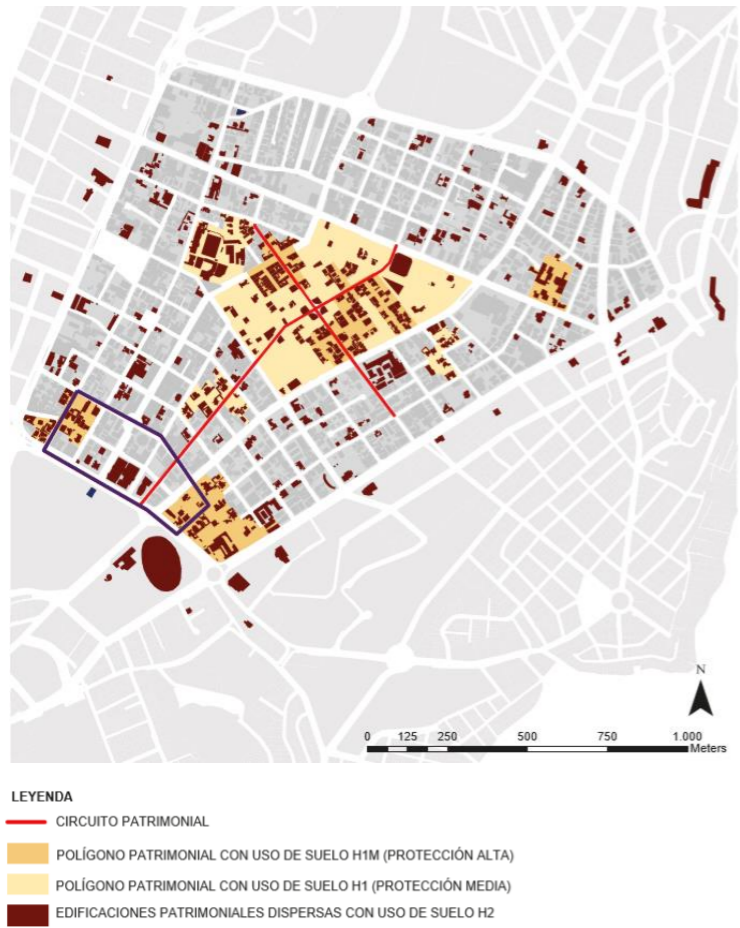 N
0 125 250 500 750 1.000
Meters
LEYENDA
CIRCUITO PATRIMONIAL
POLÍGONO PATRIMONIAL CON USO DE SUELO H1M (PROTECCIÓN ALTA)
POLÍGONO PATRIMONIAL CON USO DE SUELO H1 (PROTECCIÓN MEDIA)
EDIFICACIONES PATRIMONIALES DISPERSAS CON USO DE SUELO H2